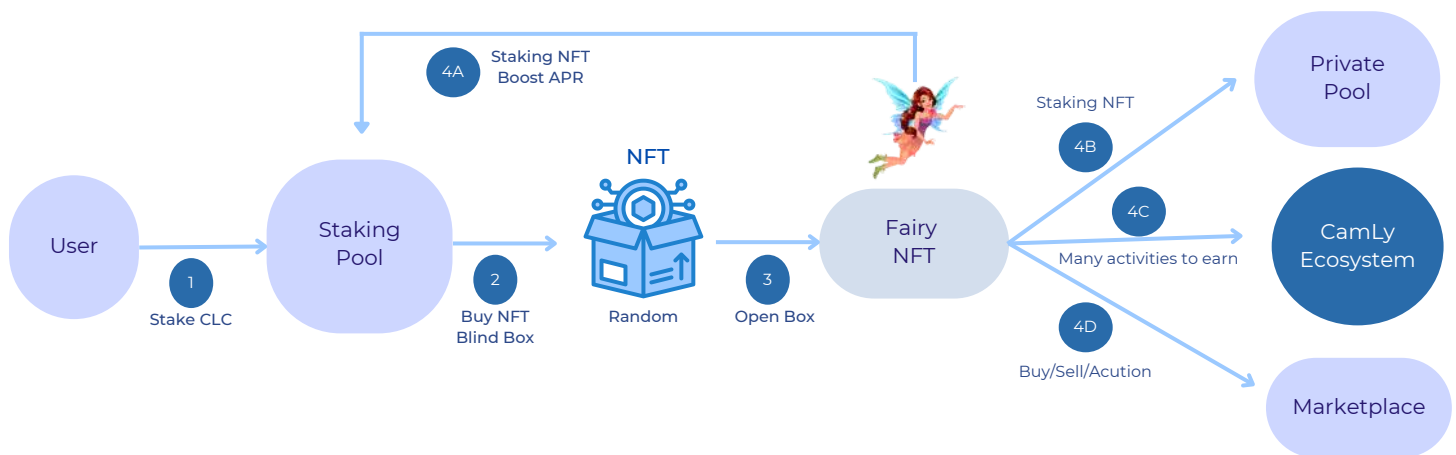 User
1
Stake CLC
4A
Staking NFT
Boost APR
Staking
Pool
2
Buy NFT
Blind Box
NFT
Random
3
Open Box
Fairy
NFT
Staking NFT
4B
4C
Many activities to earn
4D
Buy/Sell/Acution
Private
Pool
CamLy
Ecosystem
Marketplace